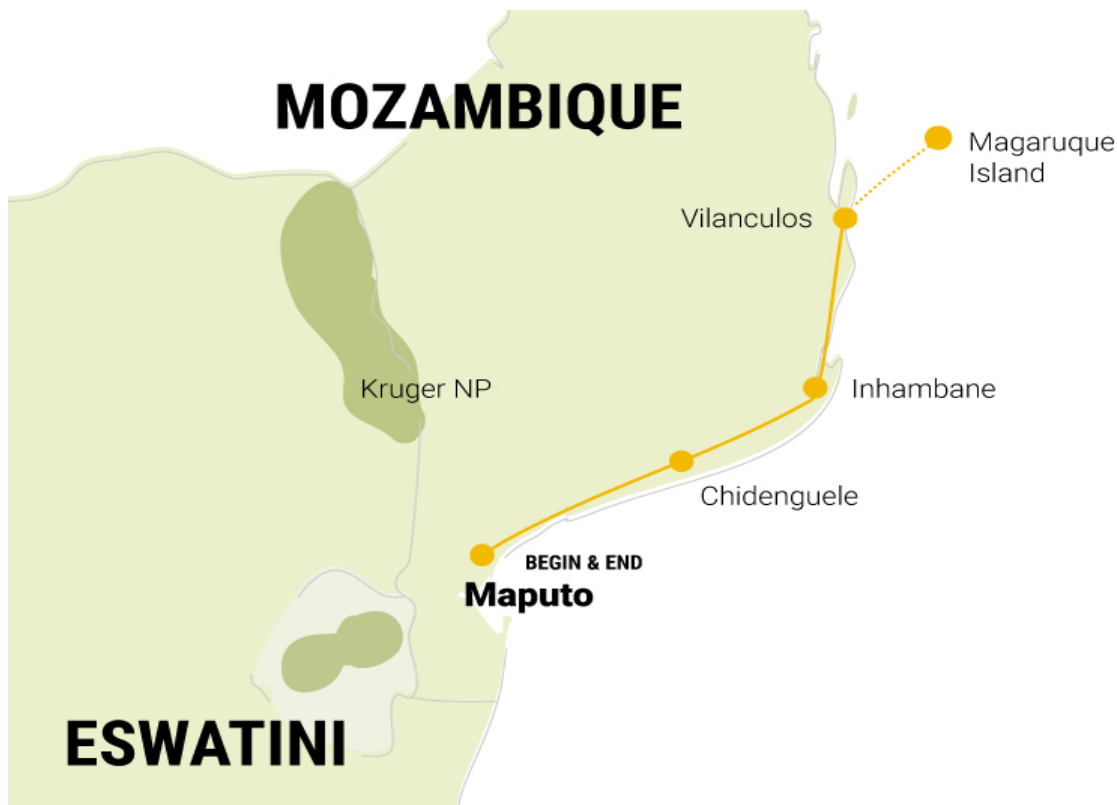 MOZAMBIQUE
Magaruque
Island
Vilanculos
Kruger NP
Inhambane
Chidenguele
BEGIN & END
Maputo
ESWATINI